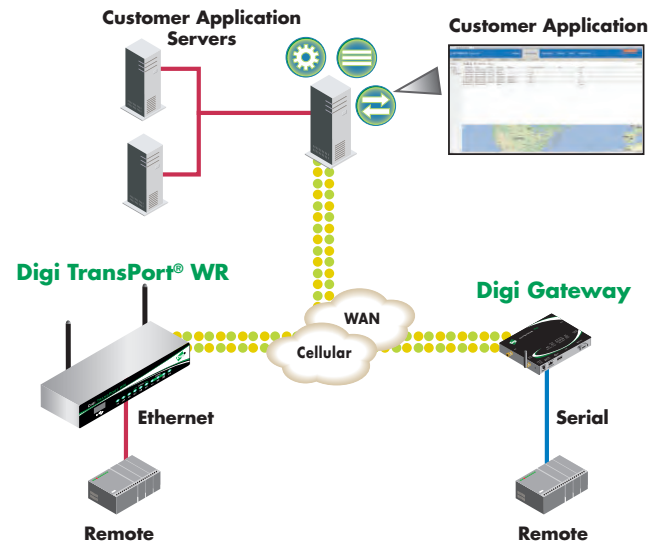 Customer Application
Servers
Customer Application
Digi TransPort® WR
Digi Gateway
WAN
Cellular
Ethernet
Serial
Remote
Remote